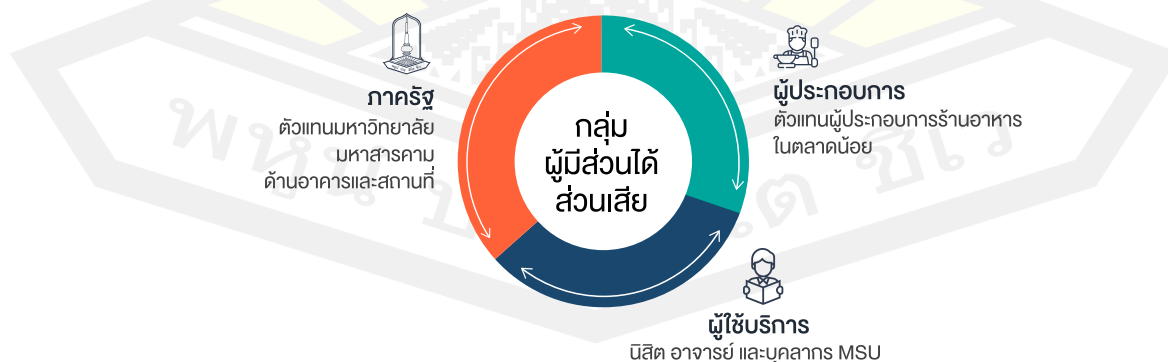 ภาครัฐ
ตัวแทนมหาวิทยาลัย
มหาสารคาม
ด้านอาคารและสถานที่
กลุ่ม
ผู้มีส่วนได้
ส่วนเสีย
ผู้ประกอบการ
ตัวแทนผู้ประกอบการร้านอาหาร
ในตลาดน้อย
ผู้ใช้บริการ
นิสิต อาจารย์ และบุคลากร MSU